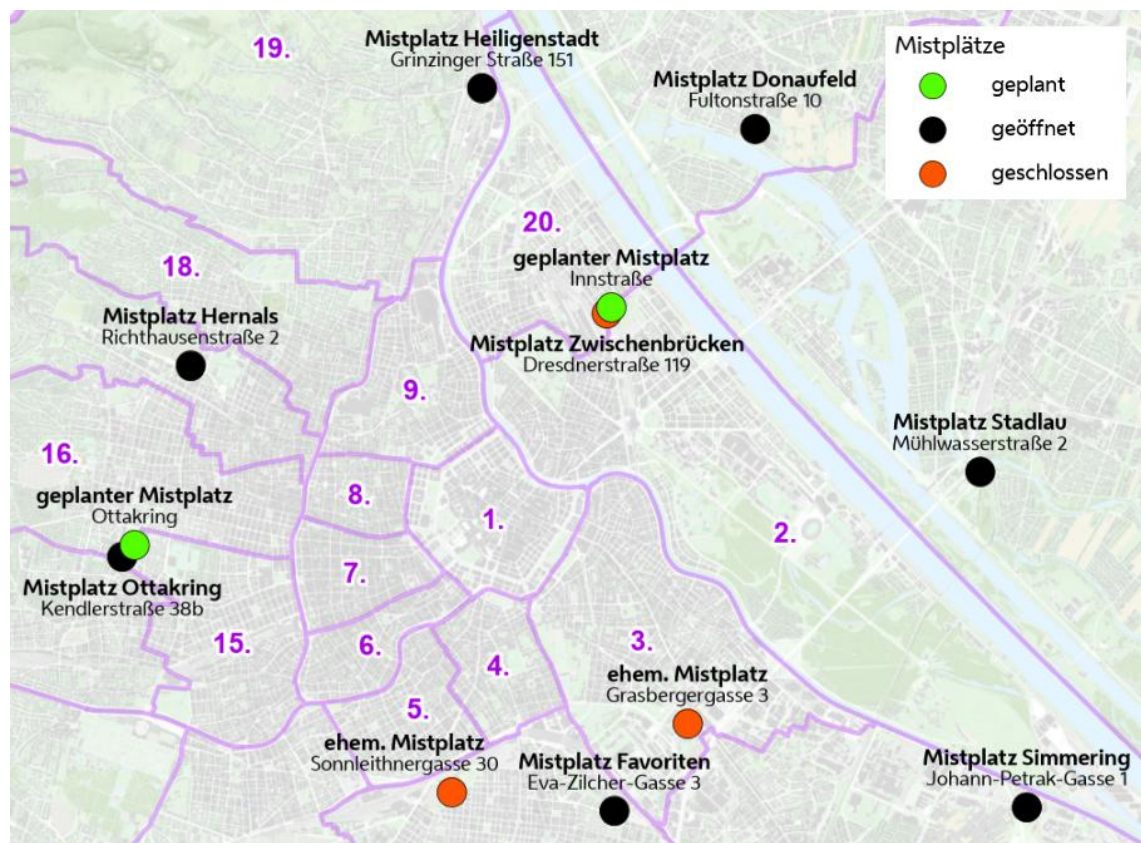 19.
Mistplatz Heiligenstadt
Grinzinger Straße 151
Mistplatz Donaufeld
Fultonstraße 10
Mistplätze
geplant
geöffnet
geschlossen
20.
geplanter Mistplatz
Innstraße
18.
Mistplatz Hernals
Richthausenstraße 2
Mistplatz Zwischenbrücken
Dresdnerstraße 119
9.
Mistplatz Stadlau
Mühlwasserstraße 2
16.
geplanter Mistplatz
Ottakring
8.
1.
2.
7.
Mistplatz Ottakring
Kendlerstraße 38b
15.
6.
4.
3.
ehem. Mistplatz
Grasbergergasse 3
5.
ehem. Mistplatz
Sonnleithnergasse 30
Mistplatz Favoriten
Eva-Zilcher-Gasse 3
Mistplatz Simmering
Johann-Petrak-Gasse 1